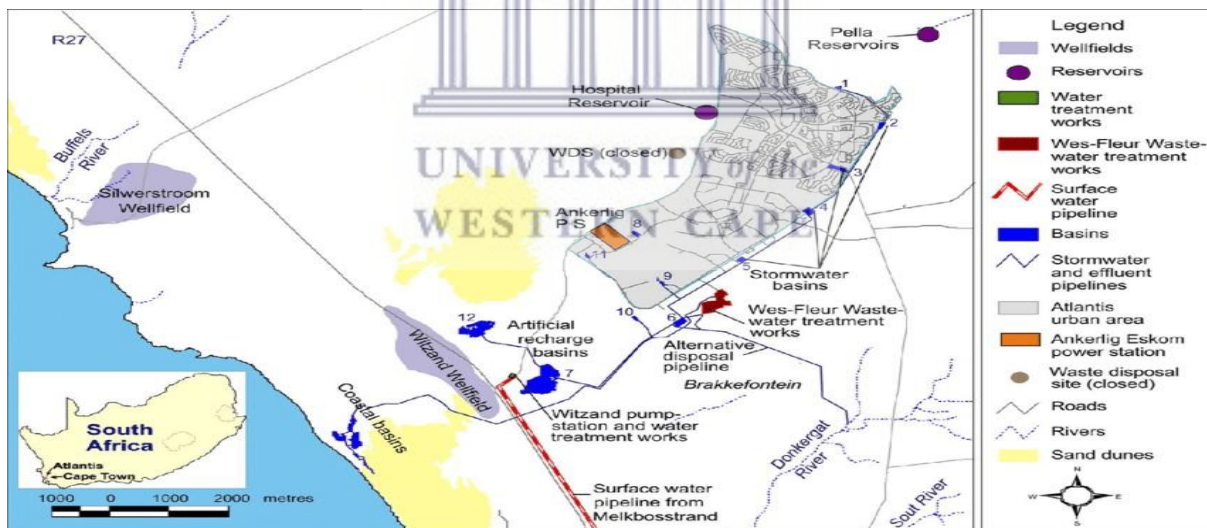 R27
Pella
Reservoirs
Hospital
Reservoir
1
2
WDS (closed)
UNIVERSITY of the
WESTERN CAPE
3
Buffels
River
Silwerstroom
Wellfield
Ankerlig
P S
8
4
11
5
9
Stormwater
basins
10
6
Wes-Fleur Waste-
water treatment
works
12
Artificial
recharge
basins
7
Alternative
disposal
pipeline
Brakkefontein
Witzand Wellfield
Coastal basins
Witzand pump-
station and water
treatment works
Donkergat
River
Sout River
Surface water
pipeline from
Melkbosstrand
South
Africa
Atlantis
Cape Town
1000 0 1000 2000 metres
Legend
Wellfields
Reservoirs
Water
treatment
works
Wes-Fleur Waste-
water treatment
works
Surface
water
pipeline
Basins
Stormwater
and effluent
pipelines
Atlantis
urban area
Ankerlig Eskom
power station
Waste disposal
site (closed)
Roads
Rivers
Sand dunes
N
W E
S